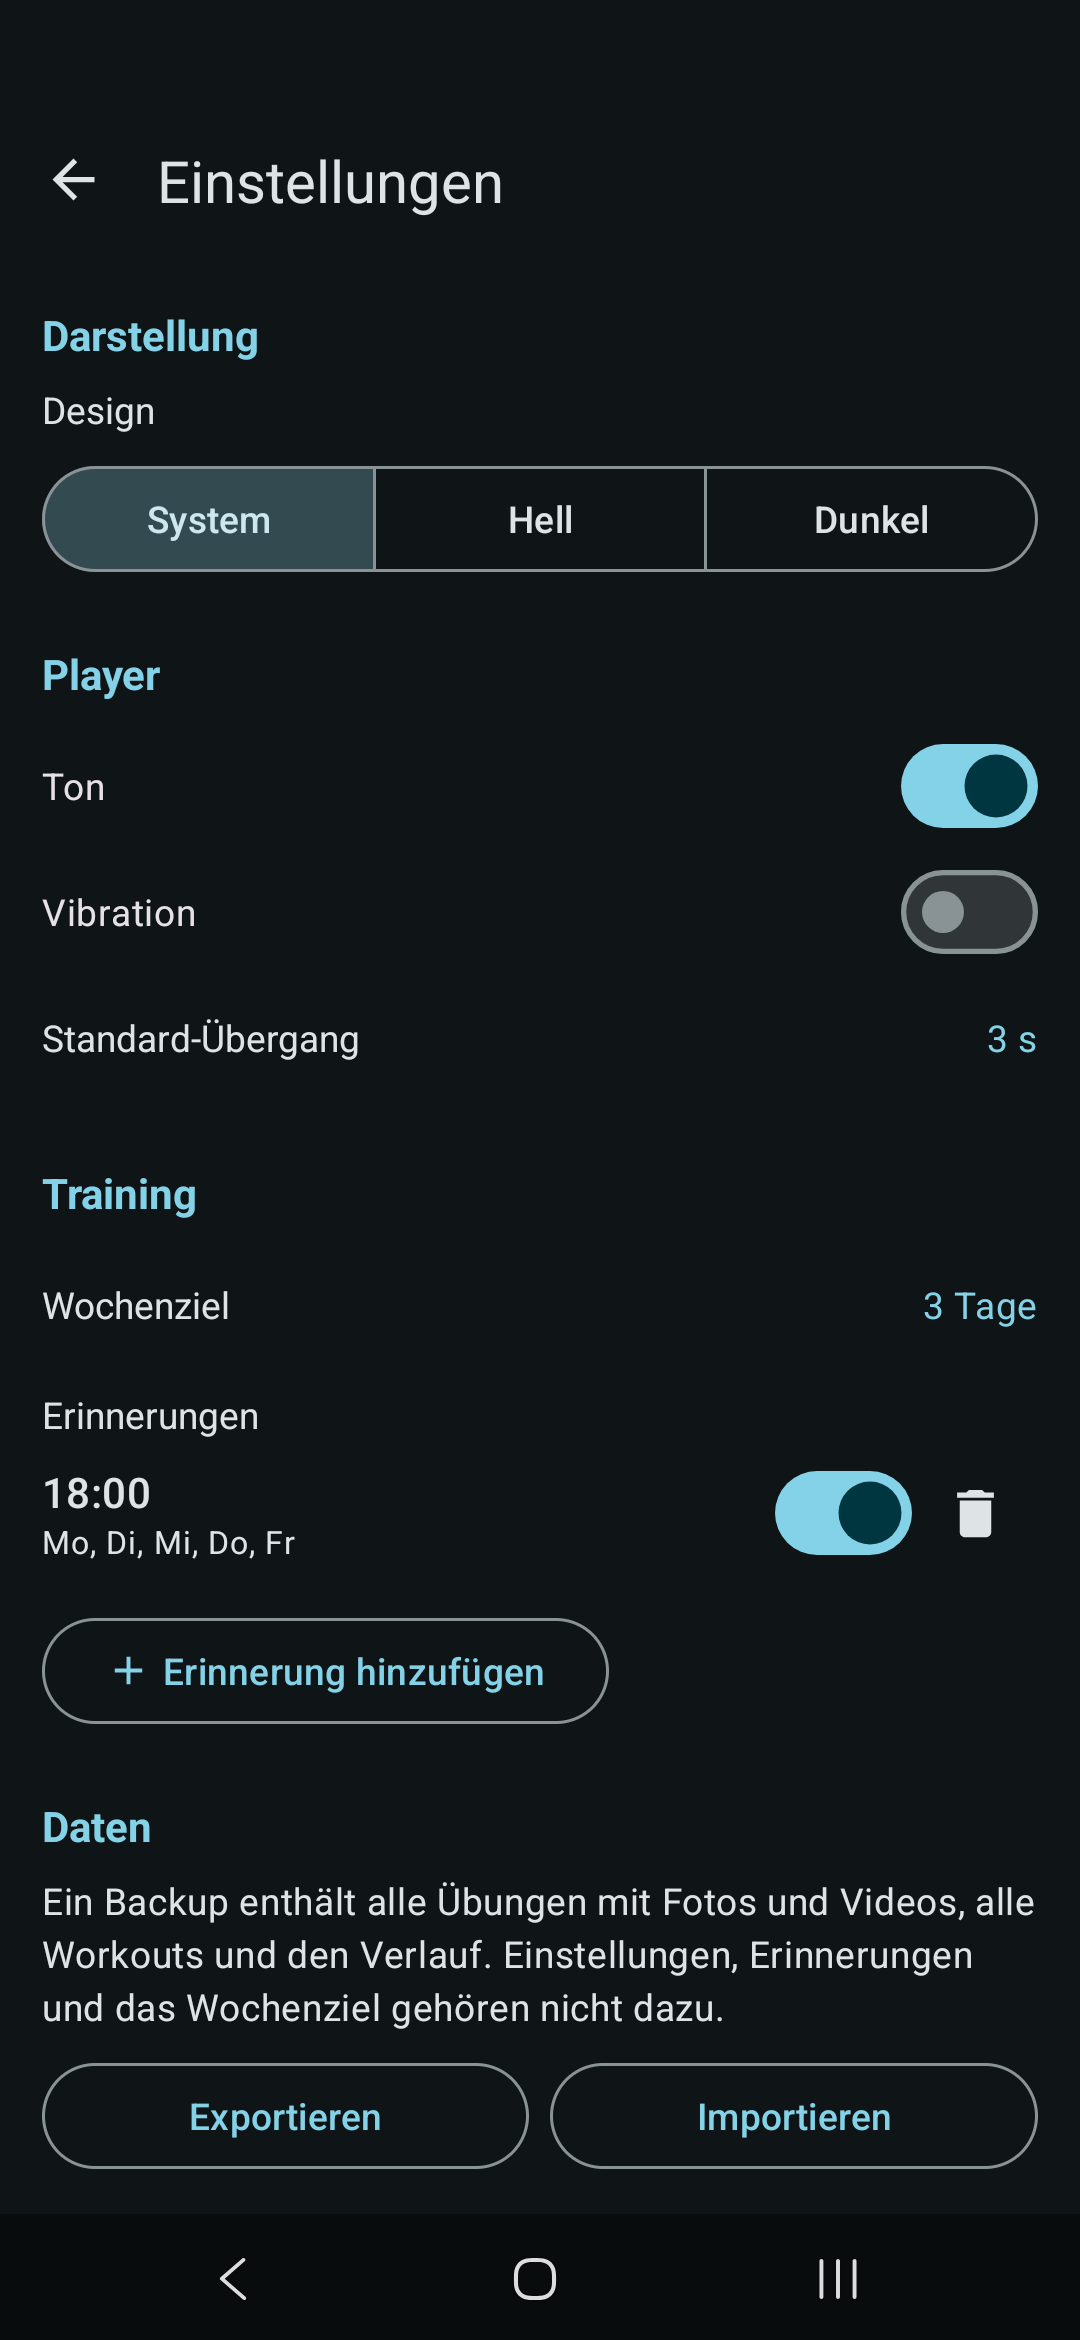 Einstellungen
Darstellung
Design
System
Hell
Dunkel
Player
Ton
Vibration
Standard-Übergang
3 s
Training
Wochenziel
3 Tage
Erinnerungen
18:00
Mo, Di, Mi, Do, Fr
+ Erinnerung hinzufügen
Daten
Ein Backup enthält alle Übungen mit Fotos und Videos, alle
Workouts und den Verlauf. Einstellungen, Erinnerungen
und das Wochenziel gehören nicht dazu.
Exportieren
Importieren